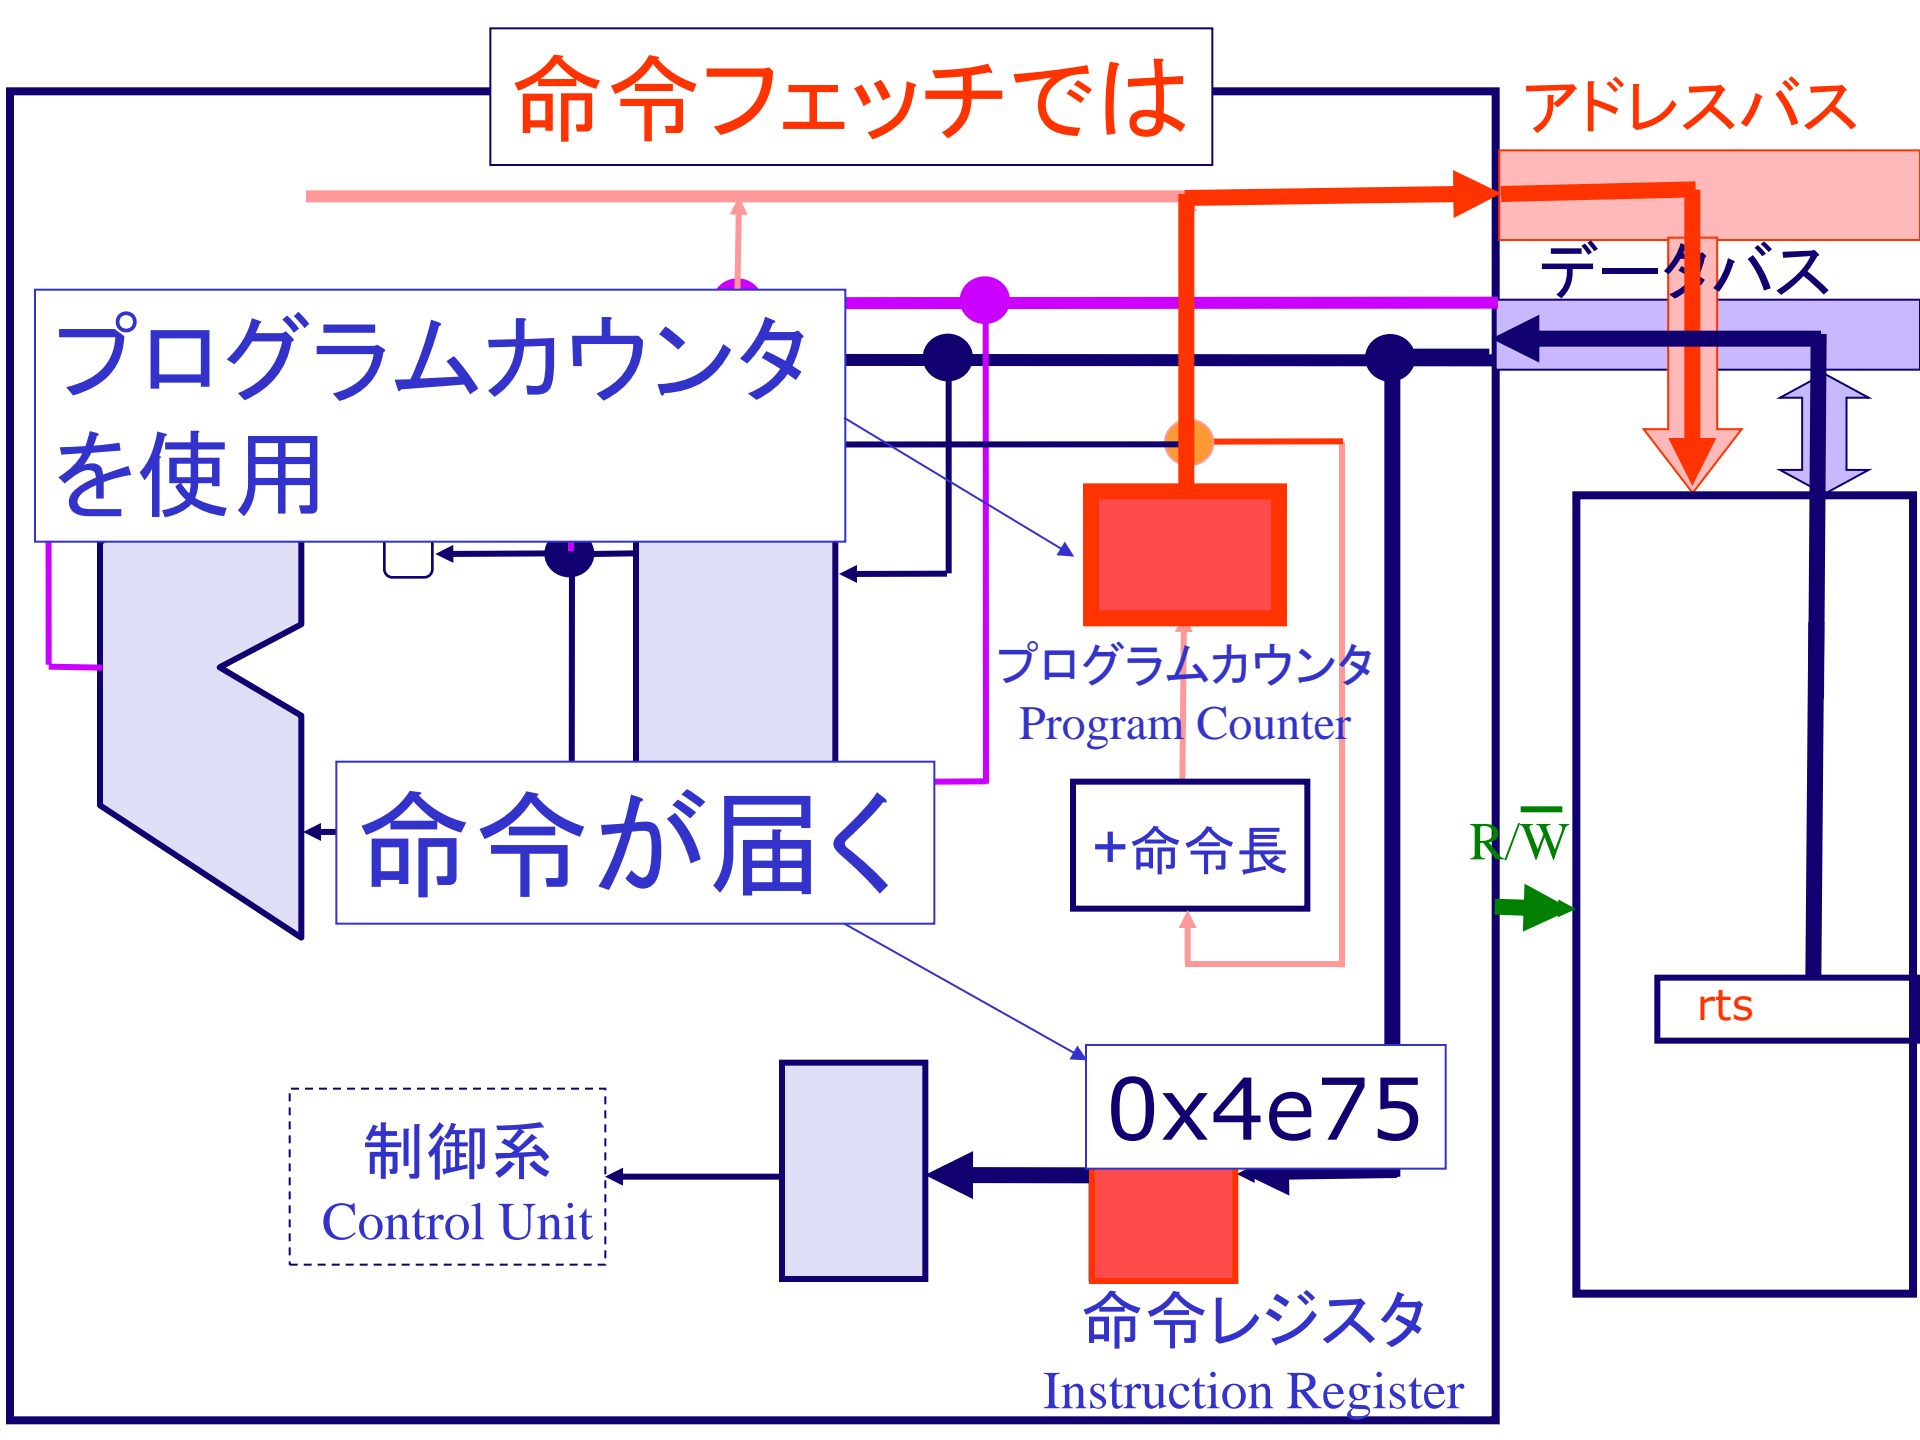 命令フェッチでは
アドレスバス
データバス
プログラムカウンタ
を使用
プログラムカウンタ
Program Counter
命令が届く
+命令長
R/W̅
rts
0x4e75
制御系
Control Unit
命令レジスタ
Instruction Register